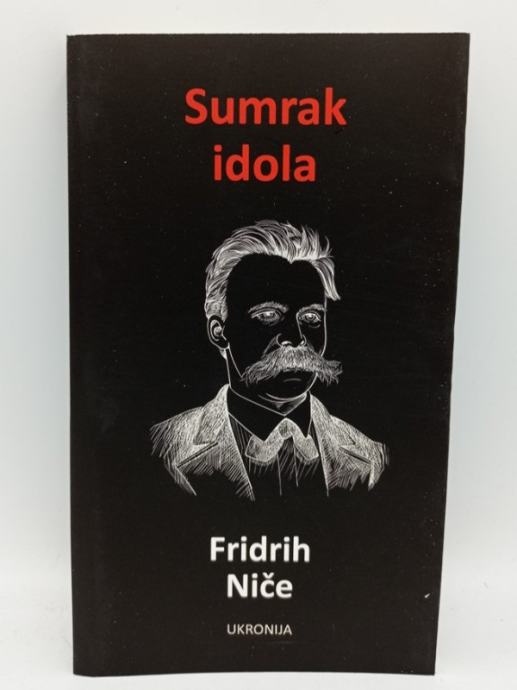 Sumrak
idola
Fridrih
Niče
UKRONIJA